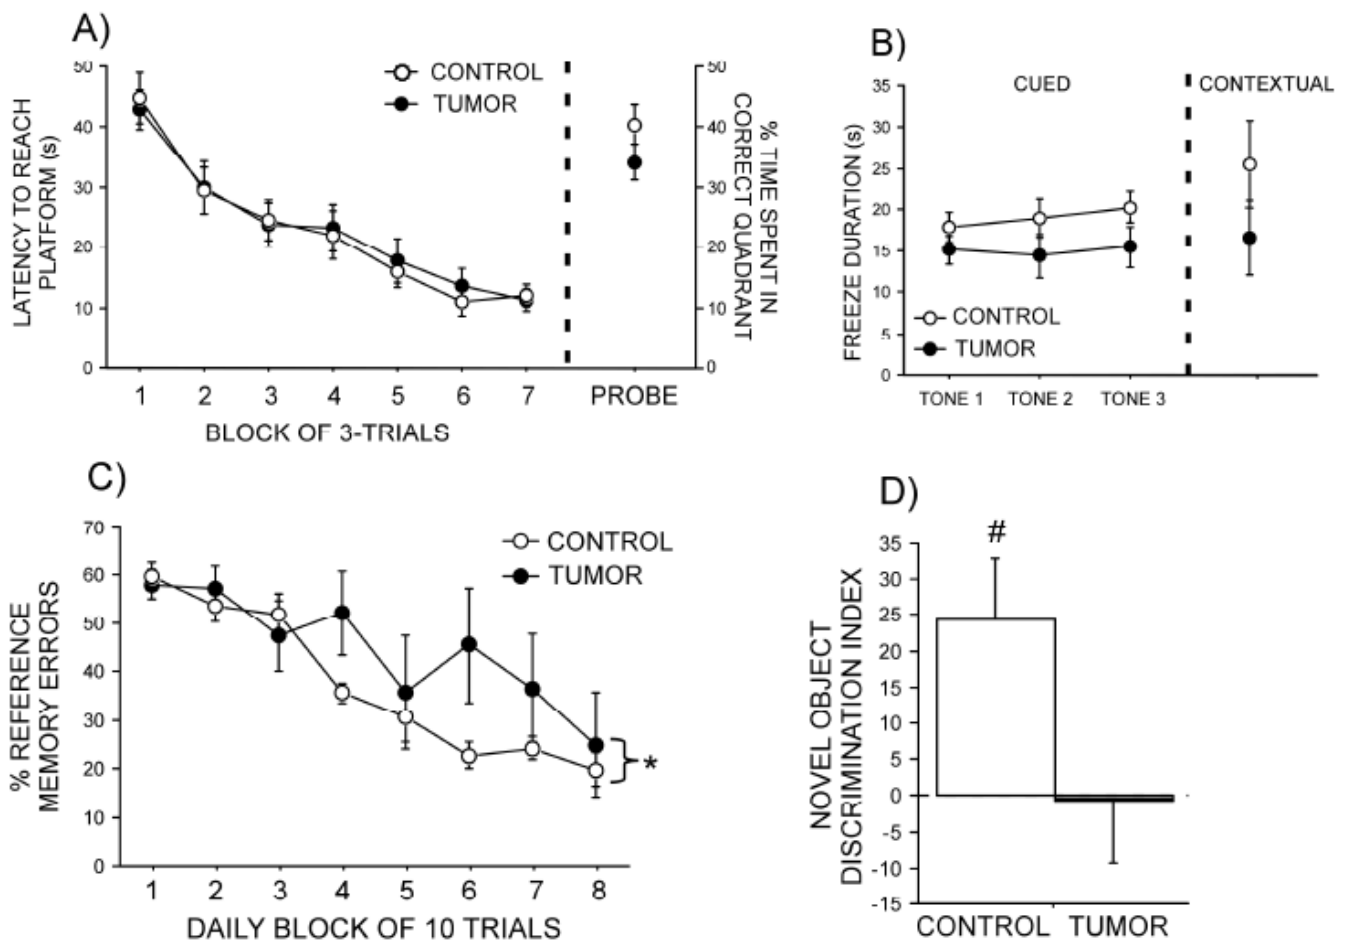 A)
LATENCY TO REACH
PLATFORM (s)
50
40
30
20
10
0
CONTROL
TUMOR
50
40
30
20
10
0
% TIME SPENT IN
CORRECT QUADRANT
1 2 3 4 5 6 7 PROBE
BLOCK OF 3-TRIALS
B)
FREEZE DURATION (s)
35
30
25
20
15
10
5
0
CUED
CONTEXTUAL
CONTROL
TUMOR
TONE 1 TONE 2 TONE 3
C)
% REFERENCE
MEMORY ERRORS
70
60
50
40
30
20
10
0
CONTROL
TUMOR
*
1 2 3 4 5 6 7 8
DAILY BLOCK OF 10 TRIALS
D)
NOVEL OBJECT
DISCRIMINATION INDEX
35
30
25
20
15
10
5
0
-5
-10
-15
#
CONTROL TUMOR